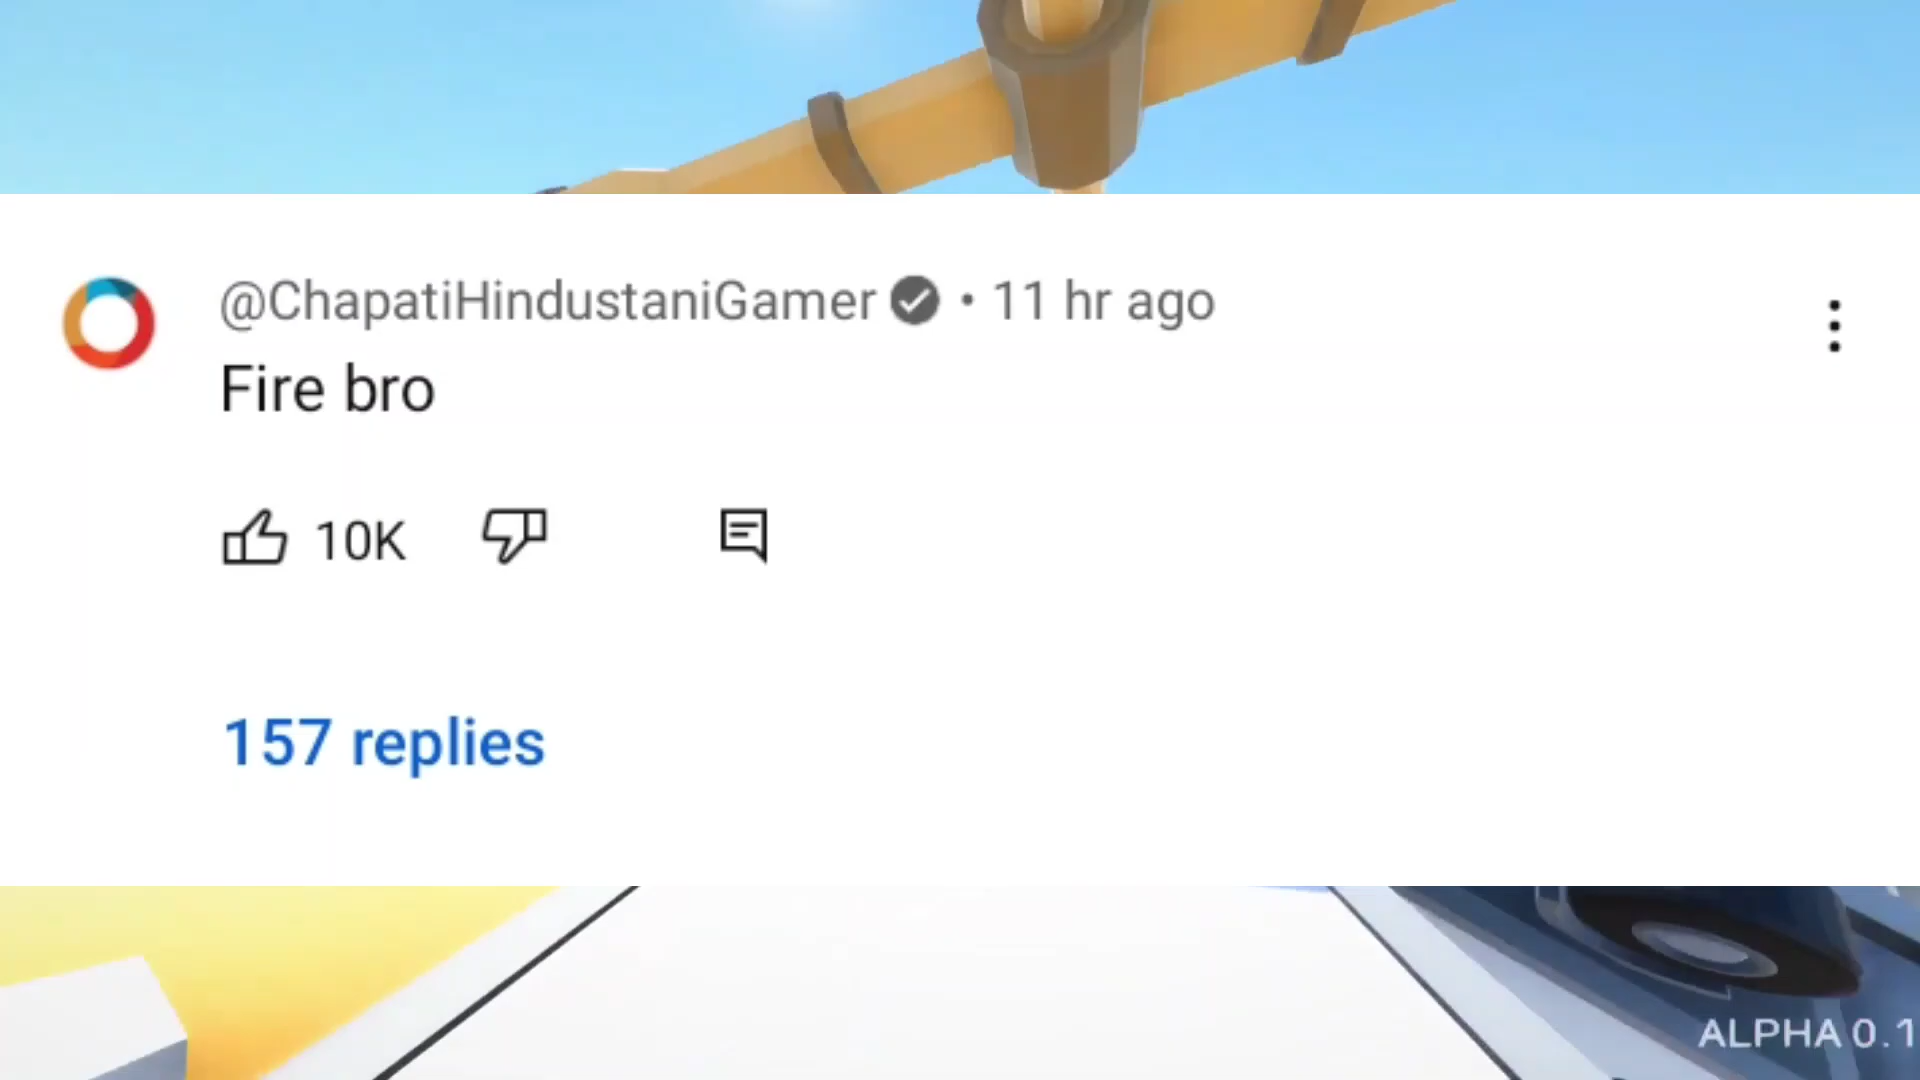 @ChapatiHindustaniGamer • 11 hr ago
Fire bro
10K
157 replies
ALPHA 0.1